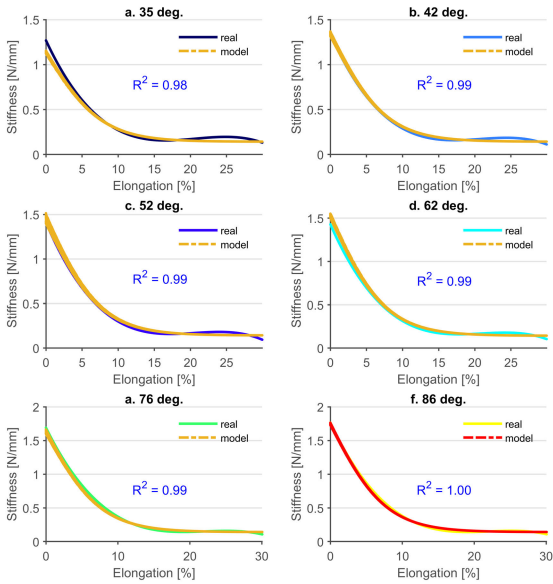 a. 35 deg.
1.5
1
0.5
0
Stiffness [N/mm]
real
model
R² = 0.98
0 5 10 15 20 25
Elongation [%]
b. 42 deg.
1.5
1
0.5
0
Stiffness [N/mm]
real
model
R² = 0.99
0 5 10 15 20 25
Elongation [%]
c. 52 deg.
1.5
1
0.5
0
Stiffness [N/mm]
real
model
R² = 0.99
0 5 10 15 20 25
Elongation [%]
d. 62 deg.
1.5
1
0.5
0
Stiffness [N/mm]
real
model
R² = 0.99
0 5 10 15 20 25
Elongation [%]
a. 76 deg.
2
1.5
1
0.5
0
Stiffness [N/mm]
real
model
R² = 0.99
0 10 20 30
Elongation [%]
f. 86 deg.
2
1.5
1
0.5
0
Stiffness [N/mm]
real
model
R² = 1.00
0 10 20 30
Elongation [%]